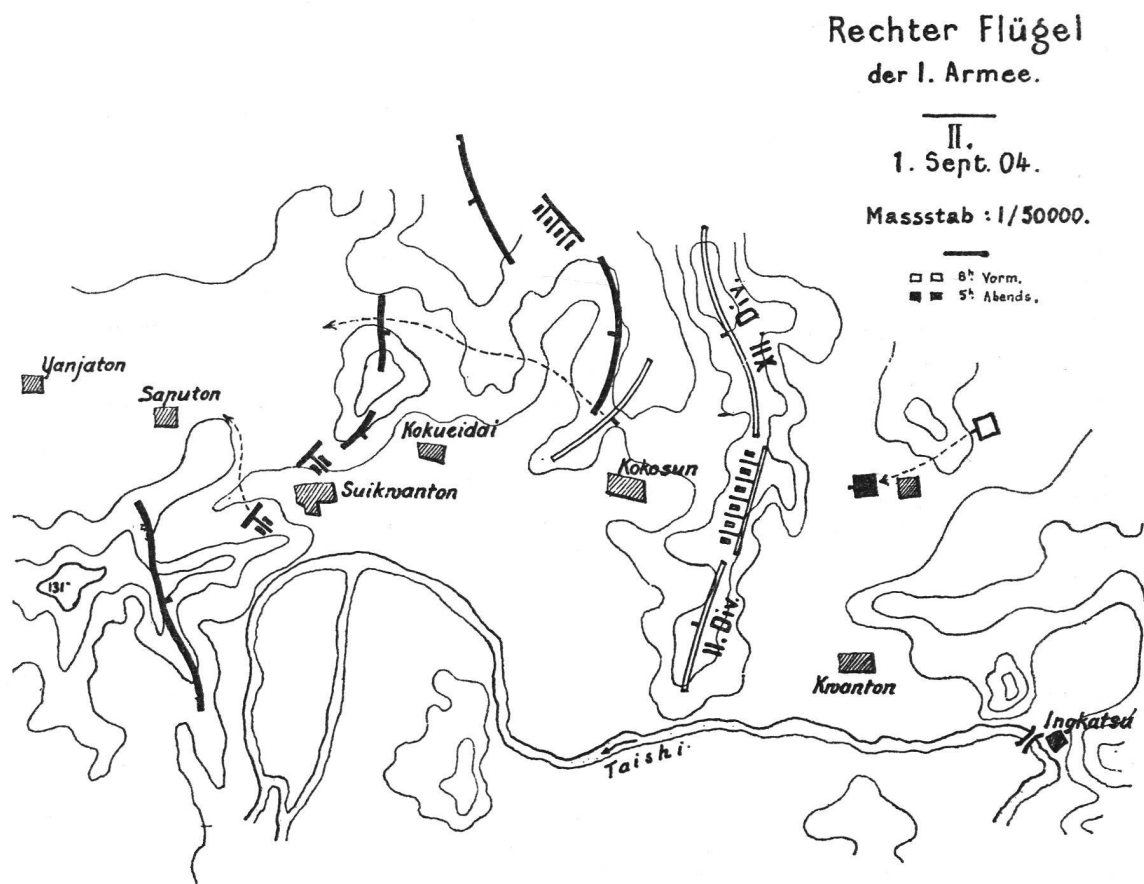 Rechter Flügel
der I. Armee.
II.
1. Sept. 04.
Massstab : 1/50000.
8h Vorm.
5h Abends.
XII. Div.
Yanjaton
Saputon
Kokueidai
Kokosun
Suikwanton
131
II. Div.
Kwanton
Ingkatsu
Taishi